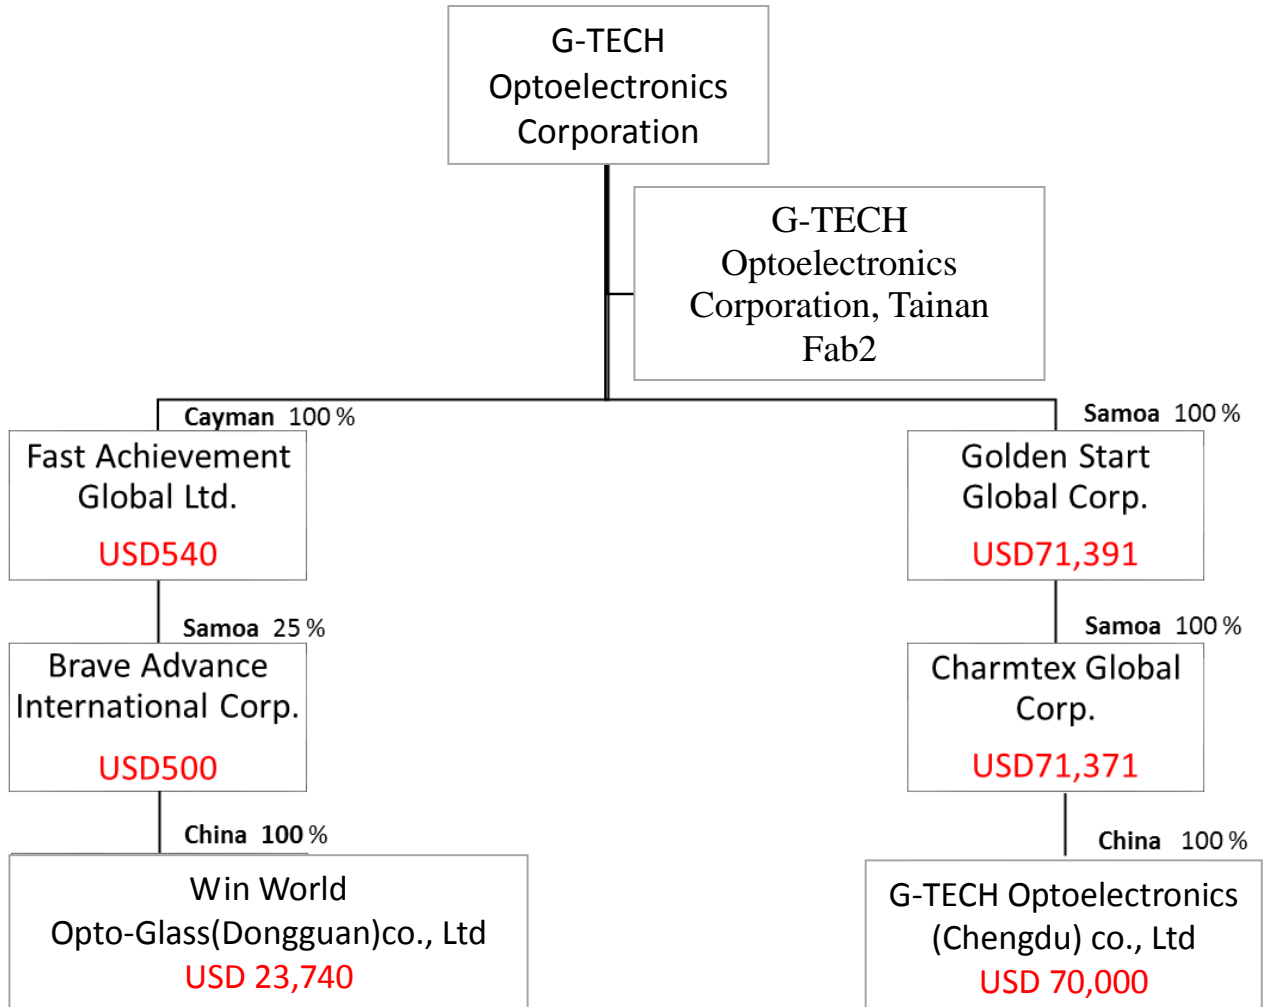 G-TECH
Optoelectronics
Corporation
G-TECH
Optoelectronics
Corporation, Tainan
Fab2
Cayman 100 %
Fast Achievement
Global Ltd.
USD540
Samoa 25 %
Brave Advance
International Corp.
USD500
China 100 %
Win World
Opto-Glass(Dongguan)co., Ltd
USD 23,740
Samoa 100 %
Golden Start
Global Corp.
USD71,391
Samoa 100 %
Charmtex Global
Corp.
USD71,371
China 100 %
G-TECH Optoelectronics
(Chengdu) co., Ltd
USD 70,000